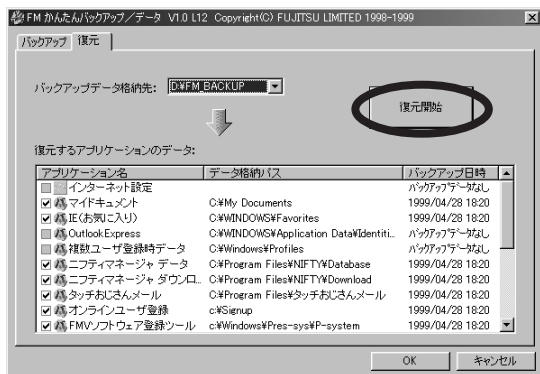 FM かんたんバックアップ／データ V1.0 L12 Copyright(C) FUJITSU LIMITED 1998-1999
バックアップ 復元
バックアップデータ格納先: D:¥FM_BACKUP
復元開始
復元するアプリケーションのデータ:
アプリケーション名 データ格納パス バックアップ日時
インターネット設定 バックアップデータなし
マイドキュメント C:¥My Documents 1999/04/28 18:20
IE(お気に入り) C:¥WINDOWS¥Favorites 1999/04/28 18:20
Outlook Express C:¥WINDOWS¥Application Data¥Identiti... バックアップデータなし
複数ユーザ登録時データ C:¥Windows¥Profiles バックアップデータなし
ニフティマネージャ データ C:¥Program Files¥NIFTY¥Database 1999/04/28 18:20
ニフティマネージャ ダウンロ... C:¥Program Files¥NIFTY¥Download 1999/04/28 18:20
タッチおじさんメール C:¥Program Files¥タッチおじさんメール 1999/04/28 18:20
オンラインユーザ登録 c:¥Signup 1999/04/28 18:20
FMVソフトウェア登録ツール c:¥Windows¥Pres-sys¥P-system 1999/04/28 18:20
OK キャンセル